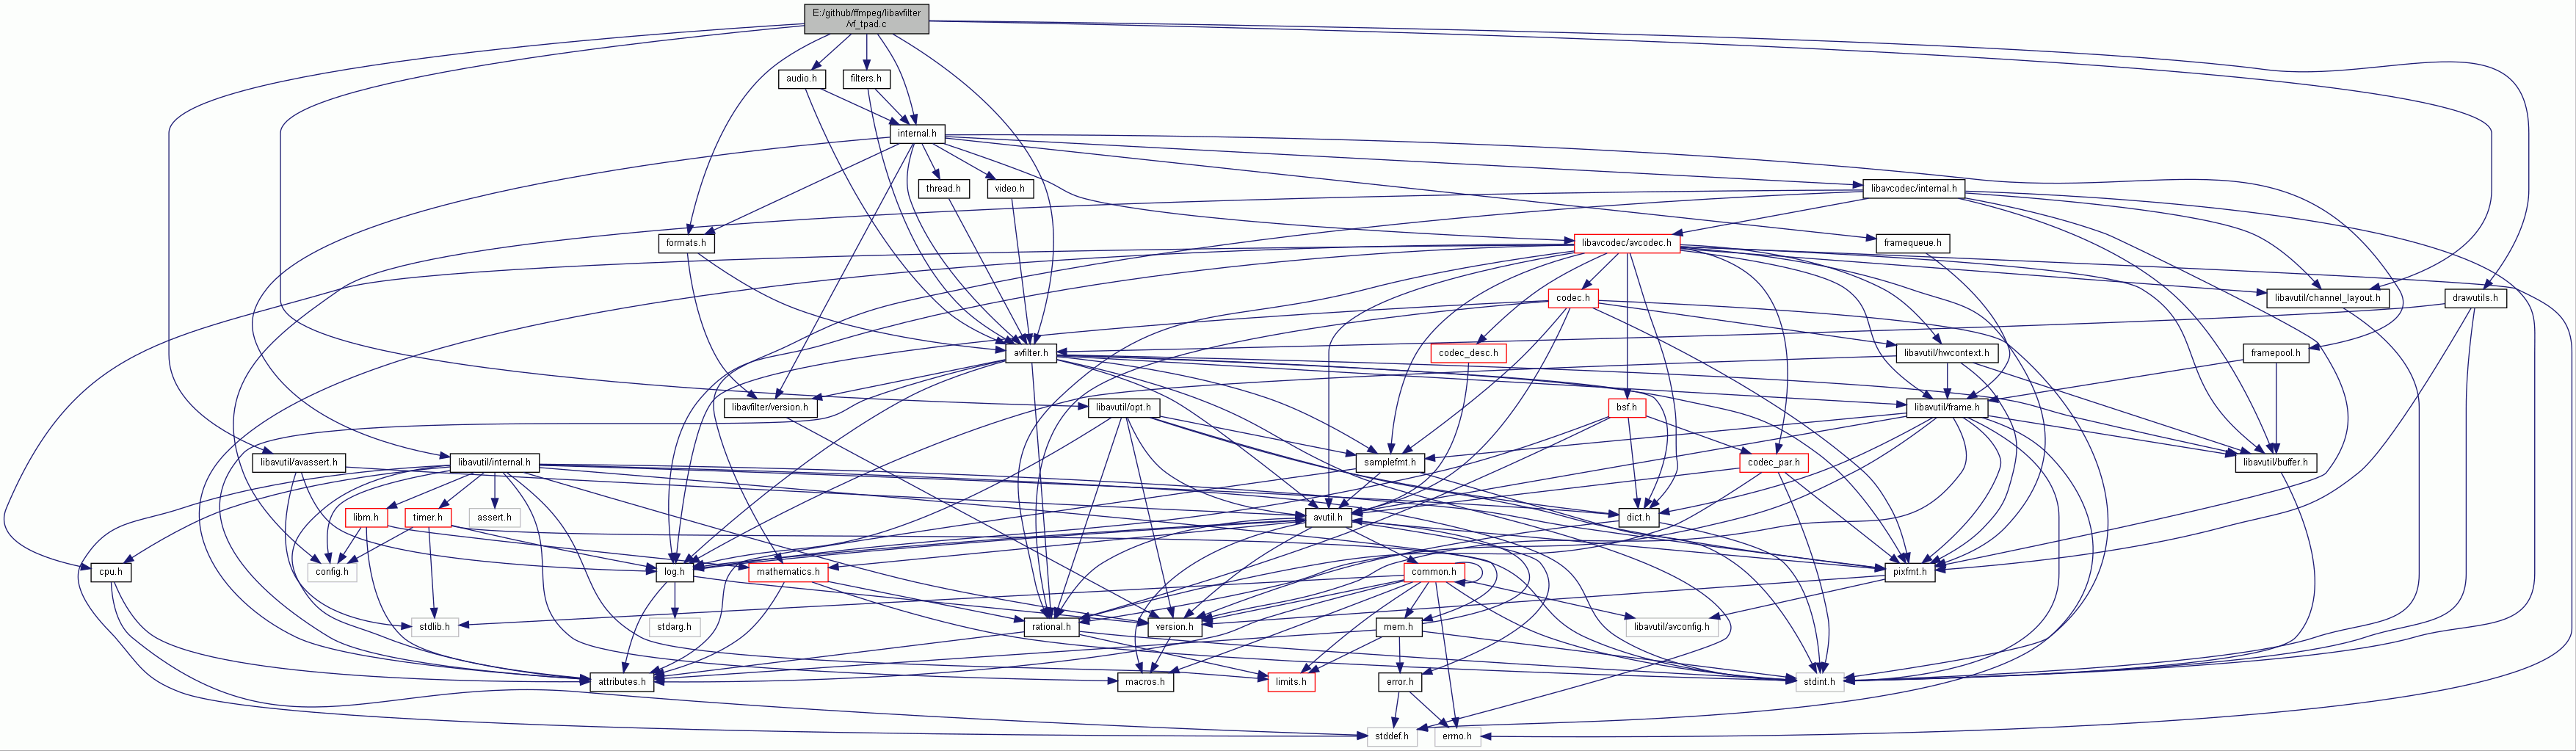 E:/github/ffmpeg/libavfilter
/vf_tpad.c
audio.h
filters.h
internal.h
thread.h
video.h
libavcodec/internal.h
formats.h
libavcodec/avcodec.h
framequeue.h
codec.h
libavutil/channel_layout.h
drawutils.h
avfilter.h
codec_desc.h
libavutil/hwcontext.h
framepool.h
libavfilter/version.h
libavutil/opt.h
bsf.h
libavutil/frame.h
libavutil/avassert.h
libavutil/internal.h
samplefmt.h
codec_par.h
libavutil/buffer.h
libm.h
timer.h
assert.h
avutil.h
dict.h
cpu.h
config.h
log.h
mathematics.h
common.h
pixfmt.h
stdlib.h
stdarg.h
rational.h
version.h
mem.h
libavutil/avconfig.h
attributes.h
macros.h
limits.h
error.h
stdint.h
stddef.h
errno.h